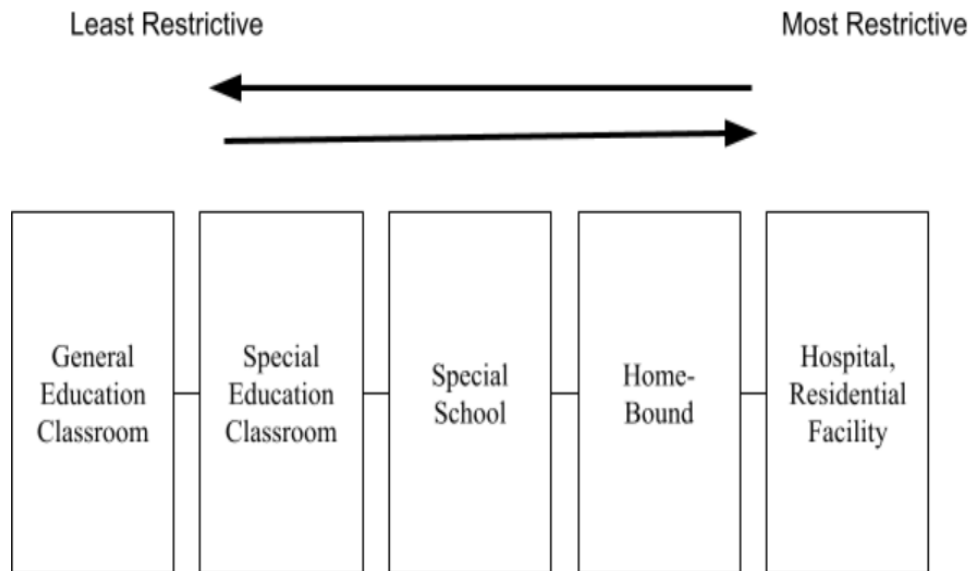 Least Restrictive
Most Restrictive
General
Education
Classroom
Special
Education
Classroom
Special
School
Home-
Bound
Hospital,
Residential
Facility